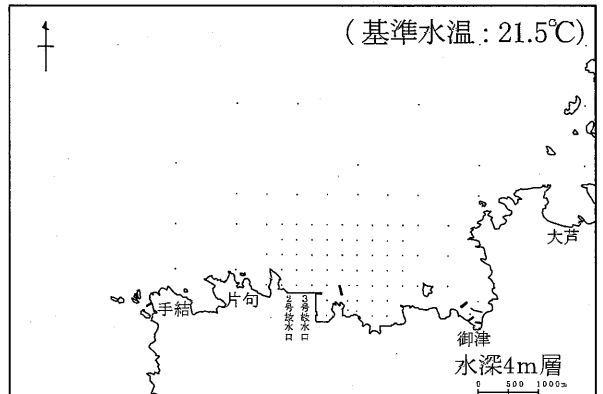 (基準水温:21.5℃)
大芦
片句
手結
2号放水口
3号放水口
御津
水深4m層
0 500 1000m